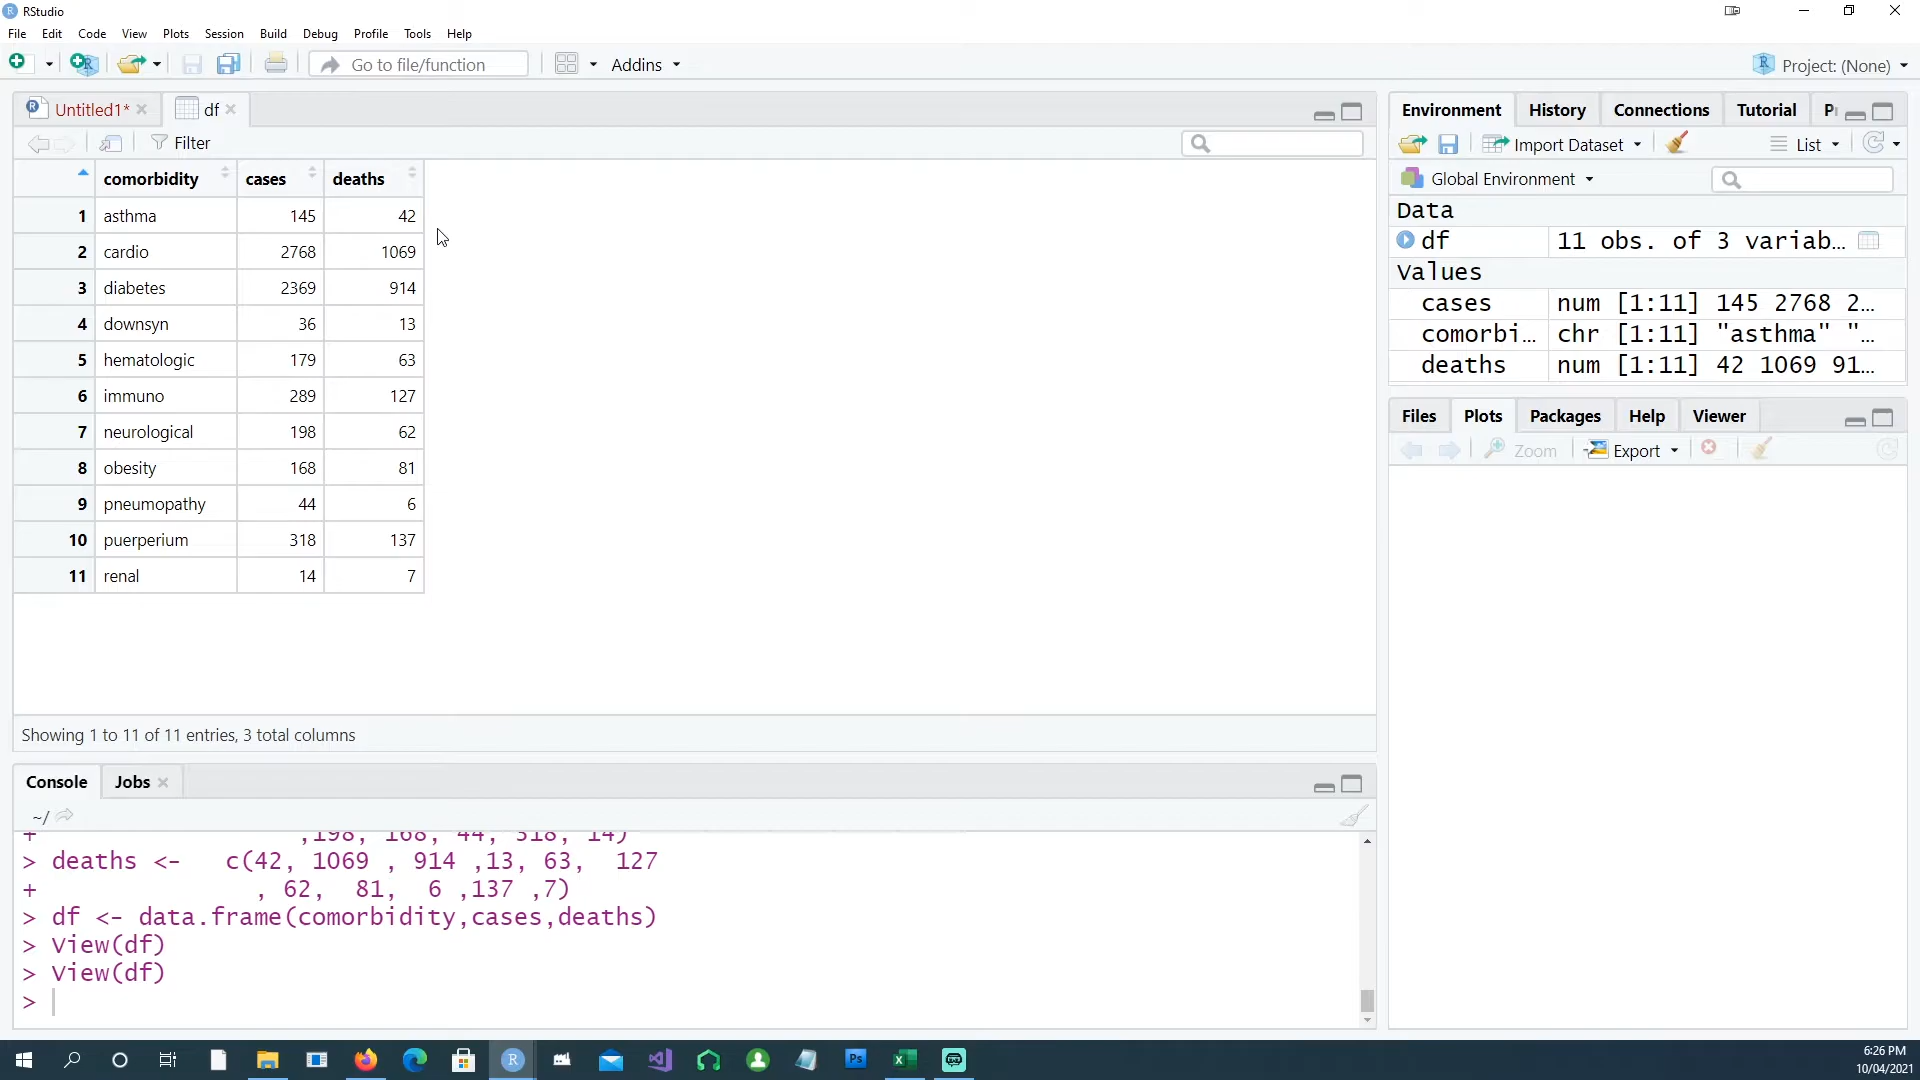 RStudio
File Edit Code View Plots Session Build Debug Profile Tools Help
Go to file/function Addins Project: (None)
Untitled1* df
Filter
comorbidity cases deaths
1 asthma 145 42
2 cardio 2768 1069
3 diabetes 2369 914
4 downsyn 36 13
5 hematologic 179 63
6 immuno 289 127
7 neurological 198 62
8 obesity 168 81
9 pneumopathy 44 6
10 puerperium 318 137
11 renal 14 7
Showing 1 to 11 of 11 entries, 3 total columns
Console Jobs
~/
+ ,198, 168, 44, 318, 14)
> deaths <- c(42, 1069 , 914 ,13, 63, 127
+ , 62, 81, 6 ,137 ,7)
> df <- data.frame(comorbidity,cases,deaths)
> View(df)
> View(df)
>
Environment History Connections Tutorial
Import Dataset List
Global Environment
Data
df 11 obs. of 3 variab...
Values
cases num [1:11] 145 2768 2...
comorbi... chr [1:11] "asthma" "...
deaths num [1:11] 42 1069 91...
Files Plots Packages Help Viewer
Zoom Export
Ps
6:26 PM
10/04/2021